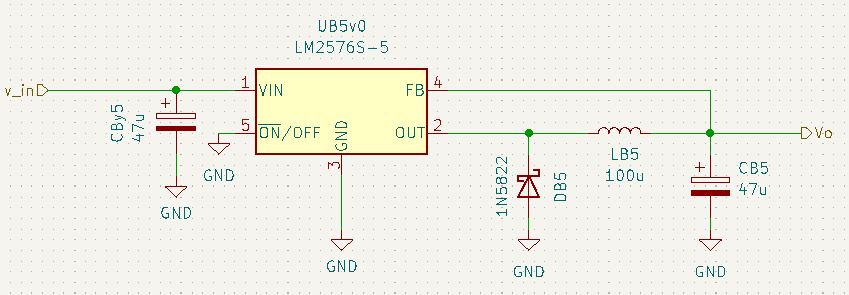 UB5v0
LM2576S-5
v_in
1
VIN
FB
4
CBy5
47u
+
5
ON/OFF
GND
OUT
2
3
GND
GND
GND
1N5822
DB5
GND
LB5
100u
+
CB5
47u
GND
Vo